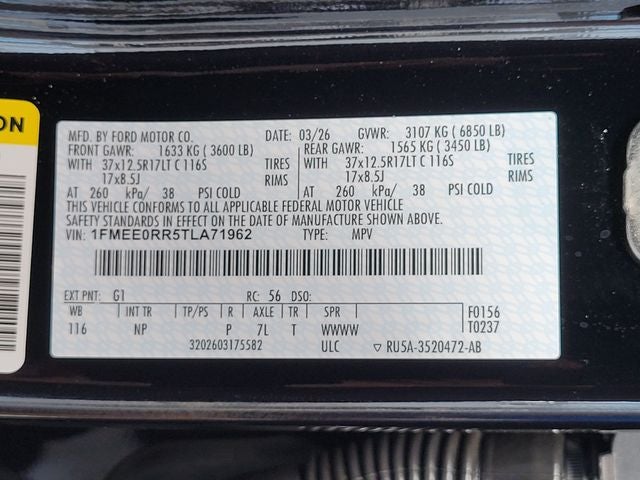 ON
MFD. BY FORD MOTOR CO. DATE: 03/26 GVWR: 3107 KG ( 6850 LB)
FRONT GAWR: 1633 KG ( 3600 LB) REAR GAWR: 1565 KG ( 3450 LB)
WITH 37x12.5R17LT C 116S TIRES WITH 37x12.5R17LT C 116S TIRES
17x8.5J RIMS 17x8.5J RIMS
AT 260 kPa/ 38 PSI COLD AT 260 kPa/ 38 PSI COLD
THIS VEHICLE CONFORMS TO ALL APPLICABLE FEDERAL MOTOR VEHICLE
SAFETY STANDARDS IN EFFECT ON THE DATE OF MANUFACTURE SHOWN ABOVE.
VIN: 1FMEE0RR5TLA71962 TYPE: MPV
EXT PNT: G1 RC: 56 DSO:
WB INT TR TP/PS R AXLE TR SPR F0156
116 NP P 7L T WWWW T0237
3202603175582 ULC ▽ RU5A-3520472-AB